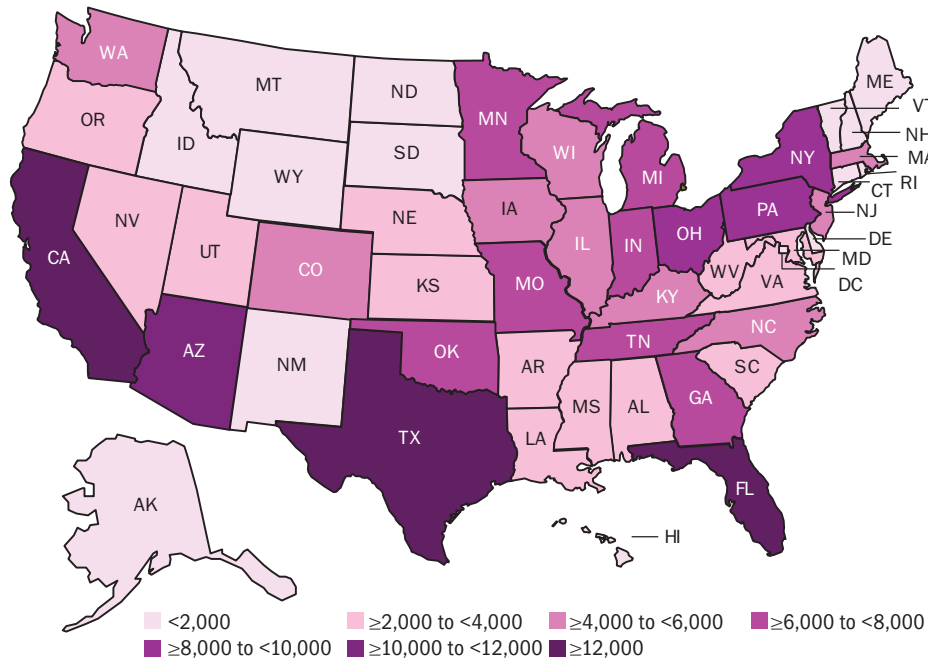 WA
MT
ND
MN
ME
VT
OR
ID
SD
WI
NH
NY
MA
WY
MI
RI
CT
IA
PA
NJ
NV
NE
OH
DE
CA
UT
IL
IN
MD
CO
WV
KS
MO
VA
DC
KY
NC
AZ
OK
TN
NM
AR
SC
MS
AL
GA
TX
LA
FL
AK
HI
<2,000 ≥2,000 to <4,000 ≥4,000 to <6,000 ≥6,000 to <8,000
≥8,000 to <10,000 ≥10,000 to <12,000 ≥12,000